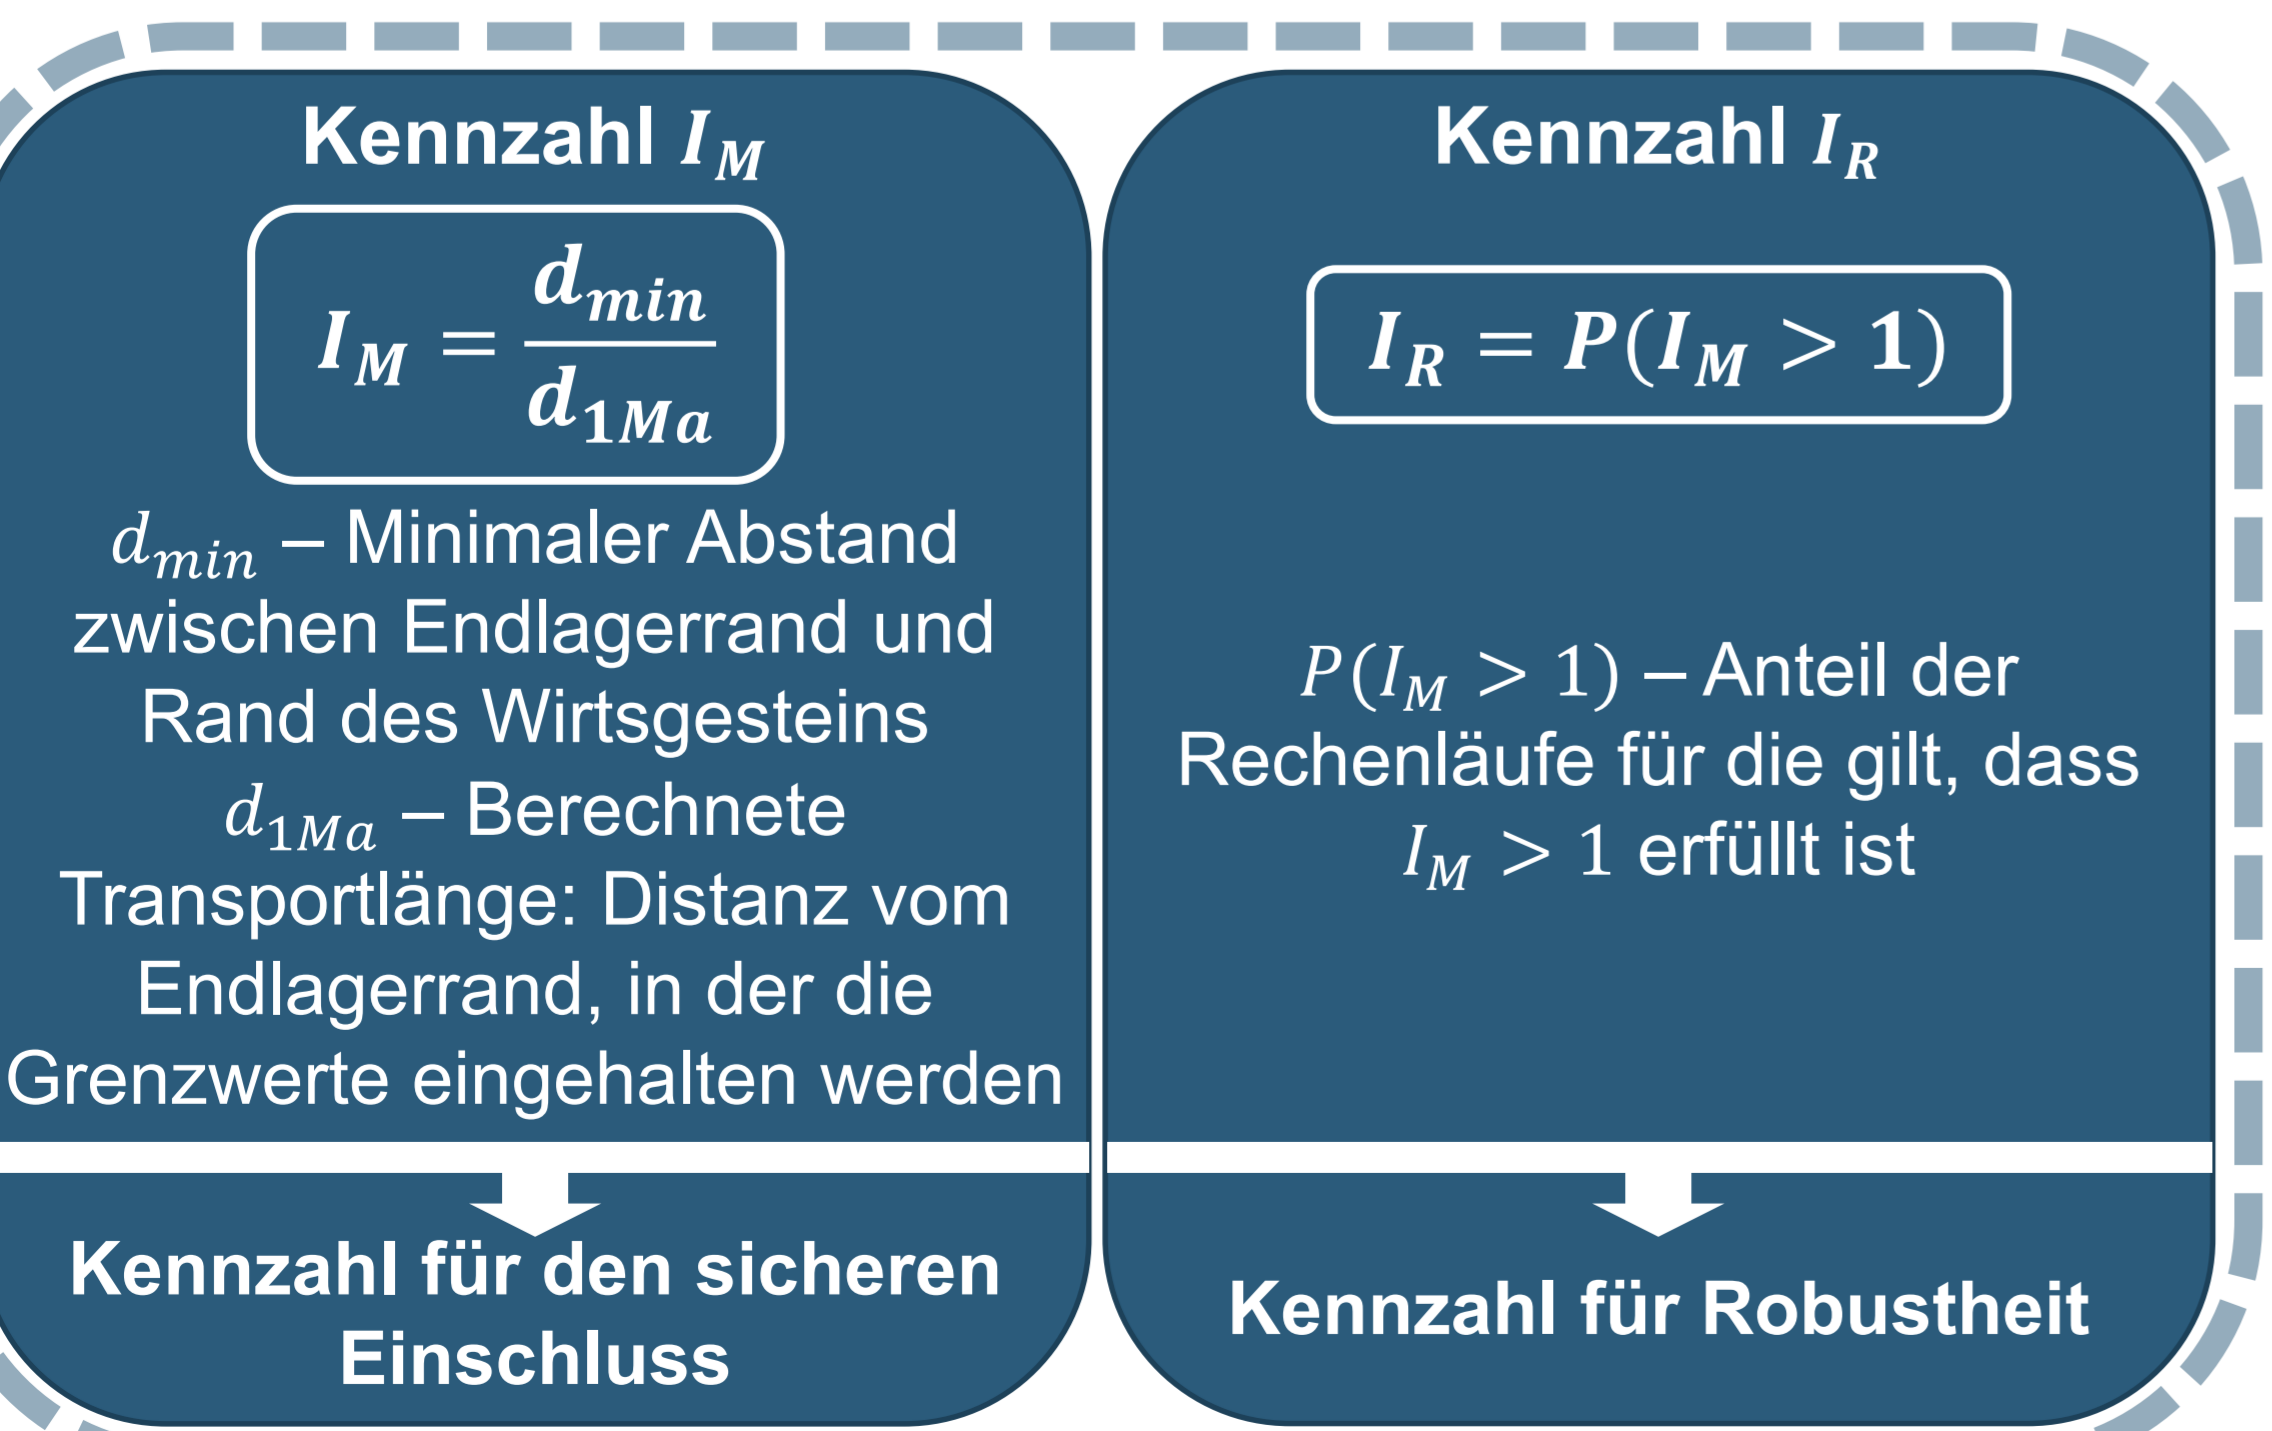 Kennzahl I_M
I_M = d_min / d_1Ma
d_min – Minimaler Abstand
zwischen Endlagerrand und
Rand des Wirtsgesteins
d_1Ma – Berechnete
Transportlänge: Distanz vom
Endlagerrand, in der die
Grenzwerte eingehalten werden
Kennzahl für den sicheren
Einschluss
Kennzahl I_R
I_R = P(I_M > 1)
P(I_M > 1) – Anteil der
Rechenläufe für die gilt, dass
I_M > 1 erfüllt ist
Kennzahl für Robustheit